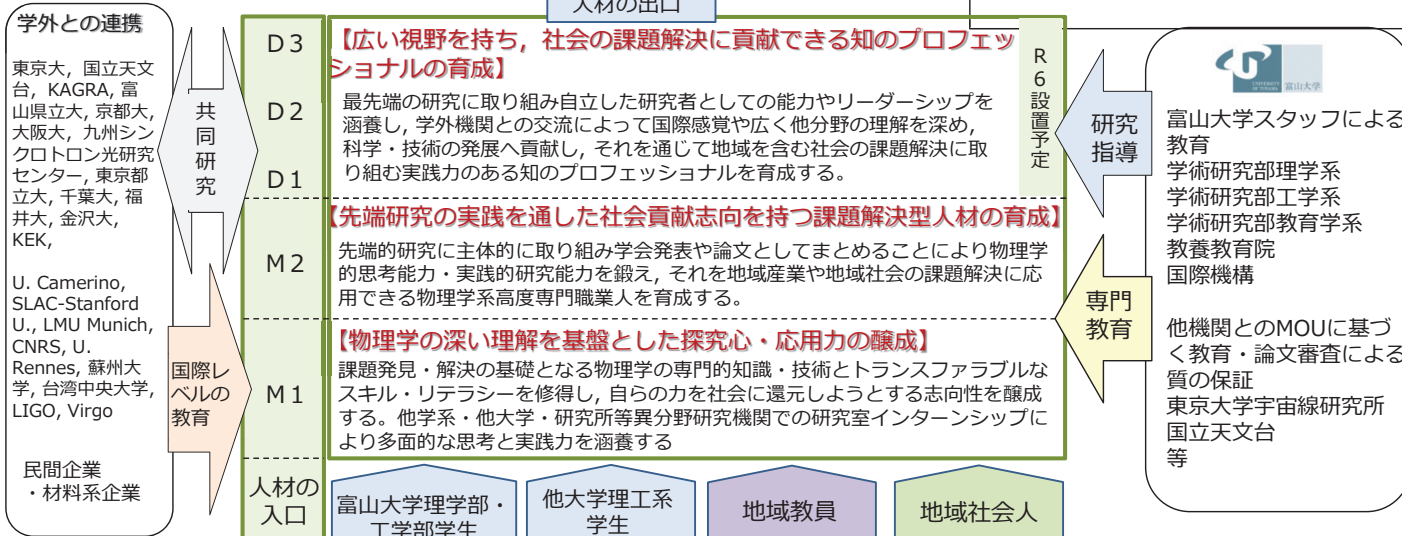 人材の出口
学外との連携
東京大，国立天文
台，KAGRA，富
山県立大，京都大，
大阪大，九州シン
クロトロン光研究
センター，東京都
立大，千葉大，福
井大，金沢大，
KEK，
U. Camerino,
SLAC-Stanford
U., LMU Munich,
CNRS, U.
Rennes, 蘇州大
学, 台湾中央大学,
LIGO, Virgo
民間企業
・材料系企業
共同研究
国際レ
ベルの
教育
D３
D２
D１
M２
M１
人材の
入口
【広い視野を持ち，社会の課題解決に貢献できる知のプロフェッ
ショナルの育成】
最先端の研究に取り組み自立した研究者としての能力やリーダーシップを
涵養し，学外機関との交流によって国際感覚や広く他分野の理解を深め，
科学・技術の発展へ貢献し，それを通じて地域を含む社会の課題解決に取
り組む実践力のある知のプロフェッショナルを育成する。
R６設置予定
【先端研究の実践を通した社会貢献志向を持つ課題解決型人材の育成】
先端的研究に主体的に取り組み学会発表や論文としてまとめることにより物理学
的思考能力・実践的研究能力を鍛え，それを地域産業や地域社会の課題解決に応
用できる物理学系高度専門職業人を育成する。
【物理学の深い理解を基盤とした探究心・応用力の醸成】
課題発見・解決の基礎となる物理学の専門的知識・技術とトランスファラブルな
スキル・リテラシーを修得し，自らの力を社会に還元しようとする志向性を醸成
する。他学系・他大学・研究所等異分野研究機関での研究室インターンシップに
より多面的な思考と実践力を涵養する
富山大学理学部・
工学部学生
他大学理工系
学生
地域教員
地域社会人
研究
指導
専門
教育
UNIVERSITY
OF TOYAMA
富山大学
富山大学スタッフによる
教育
学術研究部理学系
学術研究部工学系
学術研究部教育学系
教養教育院
国際機構
他機関とのMOUに基づ
く教育・論文審査による
質の保証
東京大学宇宙線研究所
国立天文台
等